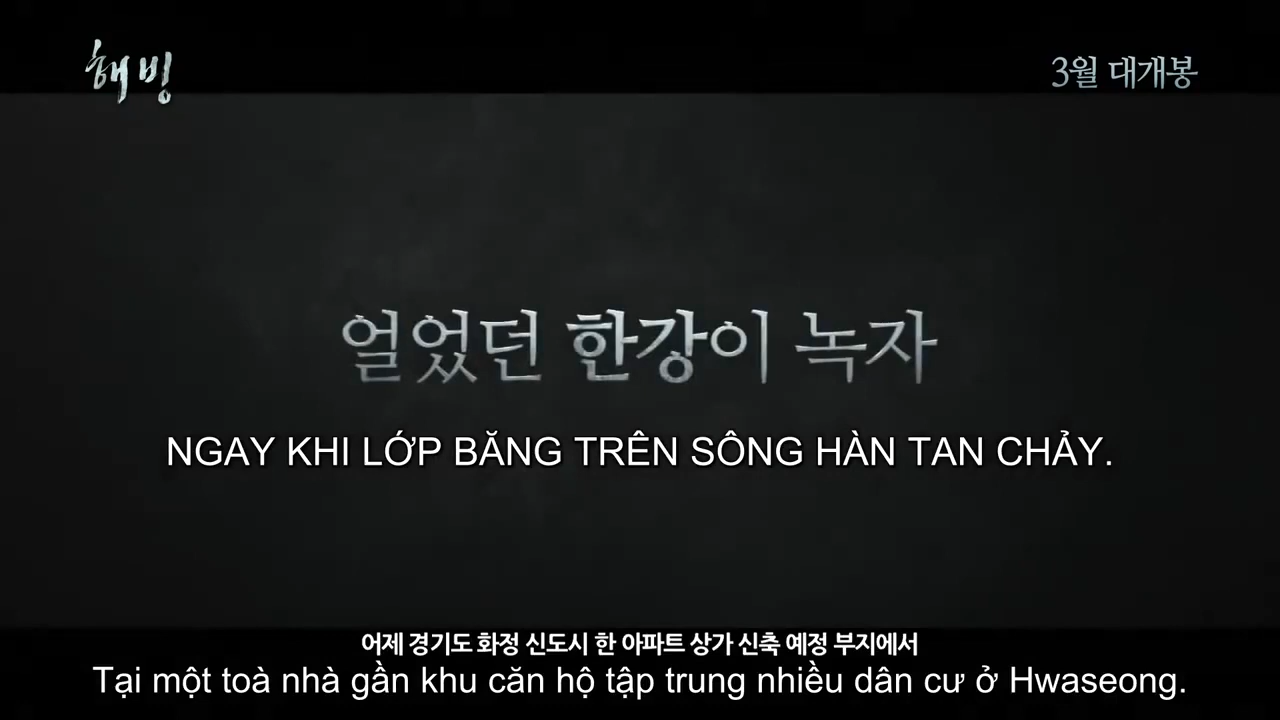 해빙
3월 대개봉
얼었던 한강이 녹자
NGAY KHI LỚP BĂNG TRÊN SÔNG HÀN TAN CHẢY.
어제 경기도 화정 신도시 한 아파트 상가 신축 예정 부지에서
Tại một toà nhà gần khu căn hộ tập trung nhiều dân cư ở Hwaseong.